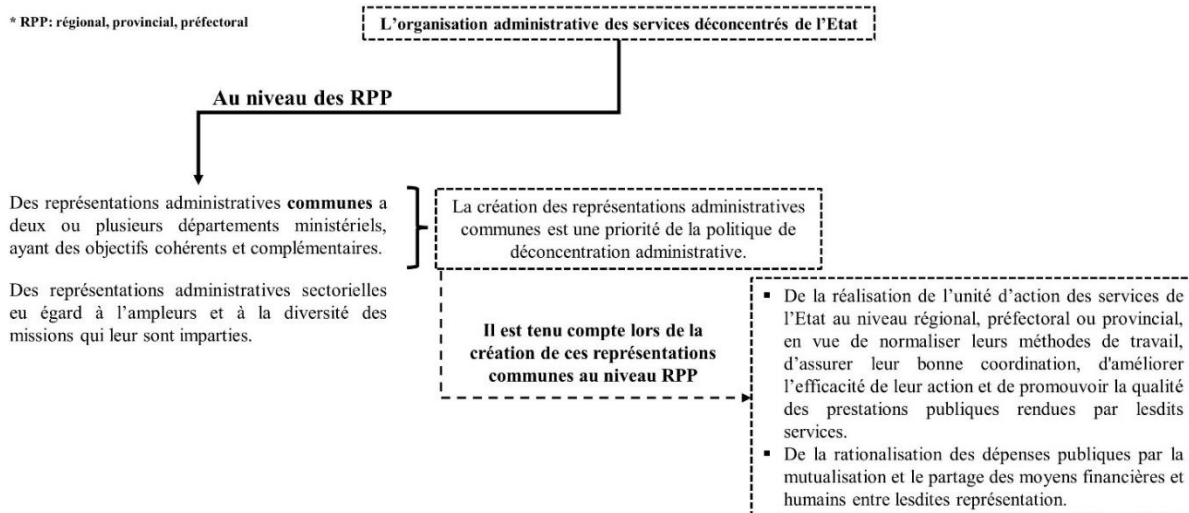 * RPP: régional, provincial, préfectoral
L'organisation administrative des services déconcentrés de l'Etat
Au niveau des RPP
Des représentations administratives communes a
deux ou plusieurs départements ministériels,
ayant des objectifs cohérents et complémentaires.
Des représentations administratives sectorielles
eu égard à l'ampleurs et à la diversité des
missions qui leur sont imparties.
La création des représentations administratives
communes est une priorité de la politique de
déconcentration administrative.
Il est tenu compte lors de la
création de ces représentations
communes au niveau RPP
▪ De la réalisation de l'unité d'action des services de
l'Etat au niveau régional, préfectoral ou provincial,
en vue de normaliser leurs méthodes de travail,
d'assurer leur bonne coordination, d'améliorer
l'efficacité de leur action et de promouvoir la qualité
des prestations publiques rendues par lesdits
services.
▪ De la rationalisation des dépenses publiques par la
mutualisation et le partage des moyens financières et
humains entre lesdites représentation.